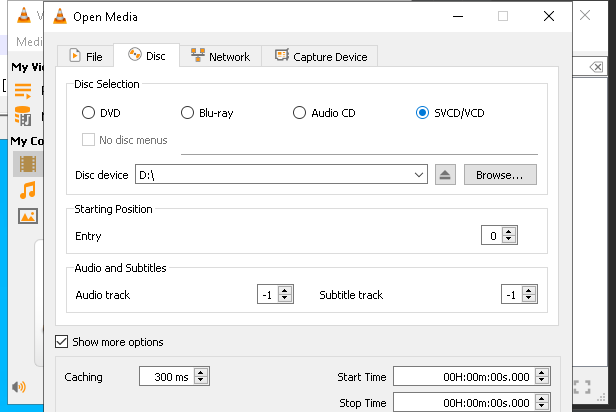 Open Media
Medi
File
Disc
Network
Capture Device
My Vi
Disc Selection
DVD
Blu-ray
Audio CD
SVCD/VCD
No disc menus
My Co
Disc device
D:\
Browse...
Starting Position
Entry
0
Audio and Subtitles
Audio track
-1
Subtitle track
-1
Show more options
Caching
300 ms
Start Time
00H:00m:00s.000
Stop Time
00H:00m:00s.000